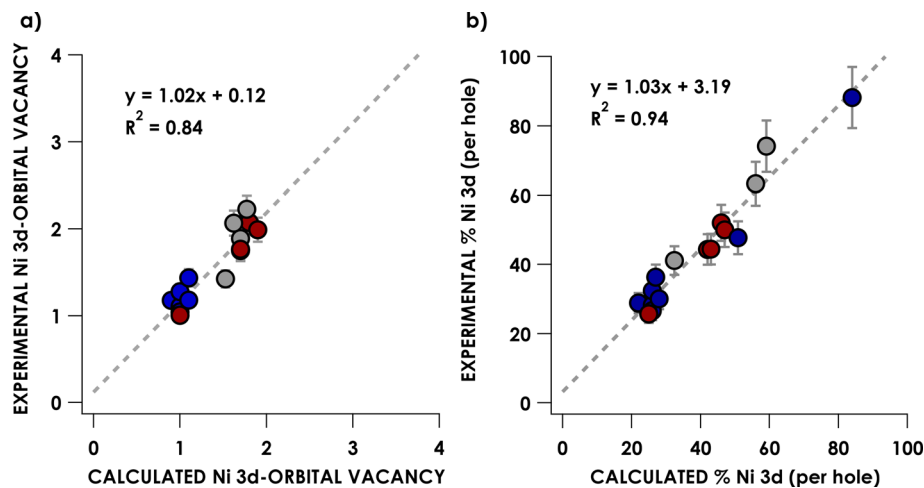 a)
EXPERIMENTAL Ni 3d-ORBITAL VACANCY
4
3
2
1
0
y = 1.02x + 0.12
R2 = 0.84
0 1 2 3 4
CALCULATED Ni 3d-ORBITAL VACANCY
b)
EXPERIMENTAL % Ni 3d (per hole)
100
80
60
40
20
0
y = 1.03x + 3.19
R2 = 0.94
0 20 40 60 80 100
CALCULATED % Ni 3d (per hole)